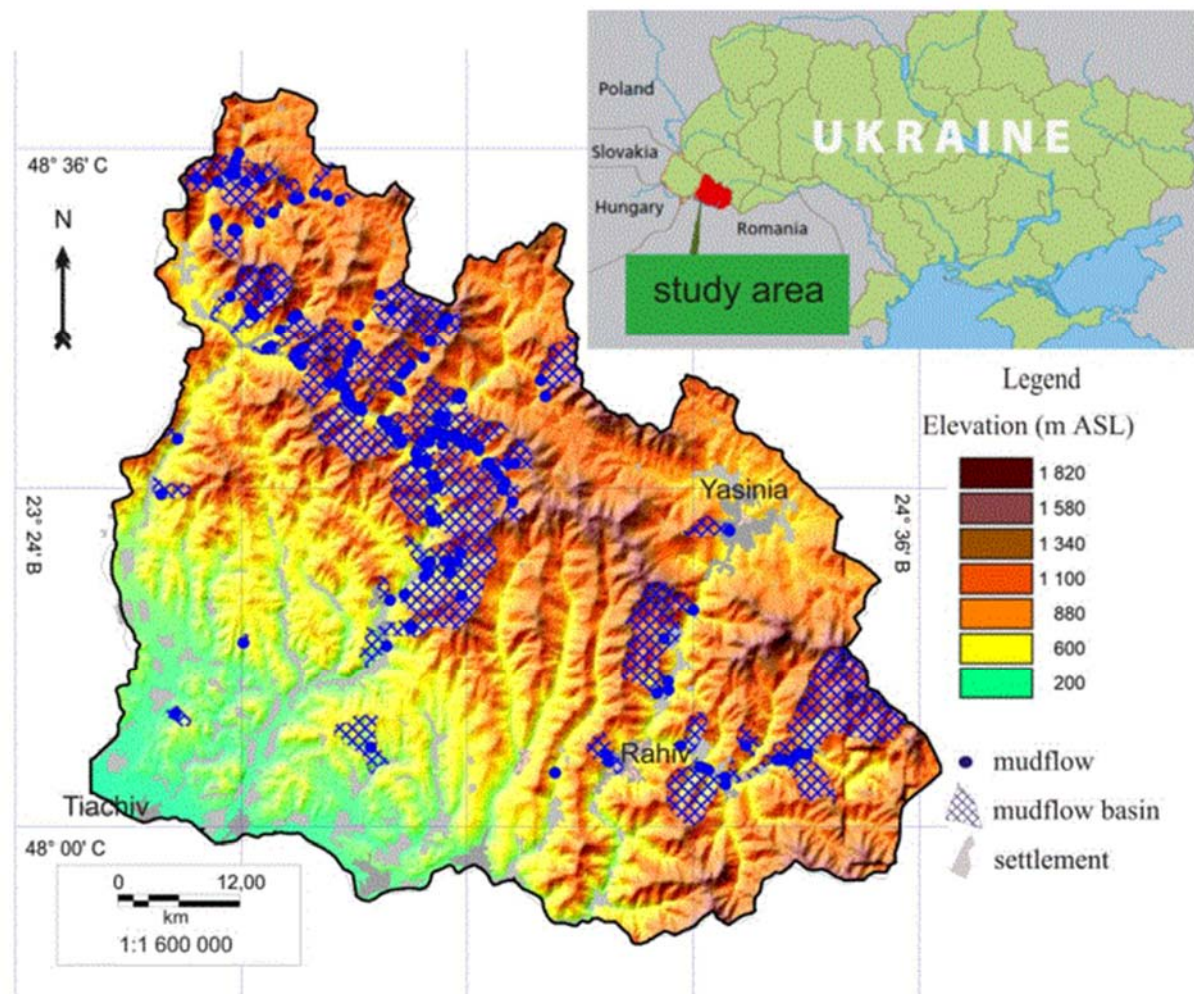 Poland
Slovakia
Hungary
UKRAINE
Romania
study area
48° 36' C
N
23° 24' B
Yasinia
24° 36' B
Rahiv
Tiachiv
48° 00' C
0 12,00
km
1:1 600 000
Legend
Elevation (m ASL)
1 820
1 580
1 340
1 100
880
600
200
mudflow
mudflow basin
settlement